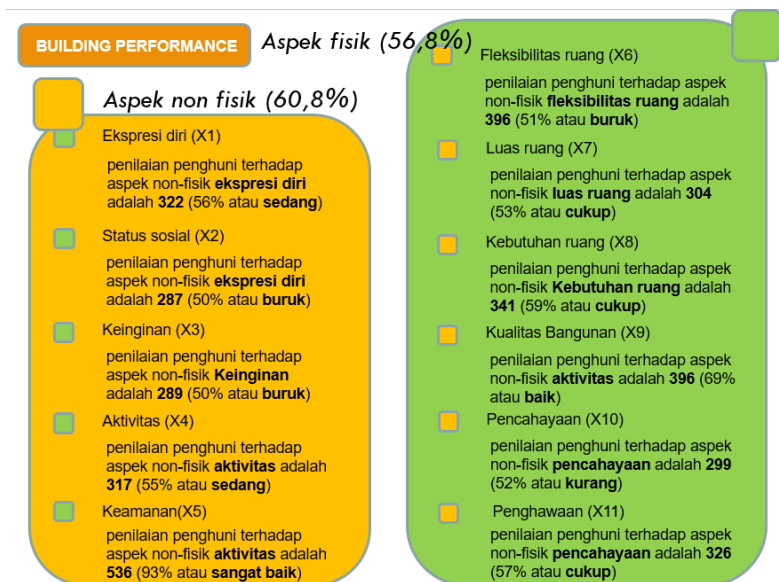 BUILDING PERFORMANCE
Aspek fisik (56,8%)
Aspek non fisik (60,8%)
Ekspresi diri (X1)
penilaian penghuni terhadap
aspek non-fisik ekspresi diri
adalah 322 (56% atau sedang)
Status sosial (X2)
penilaian penghuni terhadap
aspek non-fisik ekspresi diri
adalah 287 (50% atau buruk)
Keinginan (X3)
penilaian penghuni terhadap
aspek non-fisik Keinginan
adalah 289 (50% atau buruk)
Aktivitas (X4)
penilaian penghuni terhadap
aspek non-fisik aktivitas adalah
317 (55% atau sedang)
Keamanan(X5)
penilaian penghuni terhadap
aspek non-fisik aktivitas adalah
536 (93% atau sangat baik)
Fleksibilitas ruang (X6)
penilaian penghuni terhadap aspek
non-fisik fleksibilitas ruang adalah
396 (51% atau buruk)
Luas ruang (X7)
penilaian penghuni terhadap aspek
non-fisik luas ruang adalah 304
(53% atau cukup)
Kebutuhan ruang (X8)
penilaian penghuni terhadap aspek
non-fisik Kebutuhan ruang adalah
341 (59% atau cukup)
Kualitas Bangunan (X9)
penilaian penghuni terhadap aspek
non-fisik aktivitas adalah 396 (69%
atau baik)
Pencahayaan (X10)
penilaian penghuni terhadap aspek
non-fisik pencahayaan adalah 299
(52% atau kurang)
Penghawaan (X11)
penilaian penghuni terhadap aspek
non-fisik pencahayaan adalah 326
(57% atau cukup)